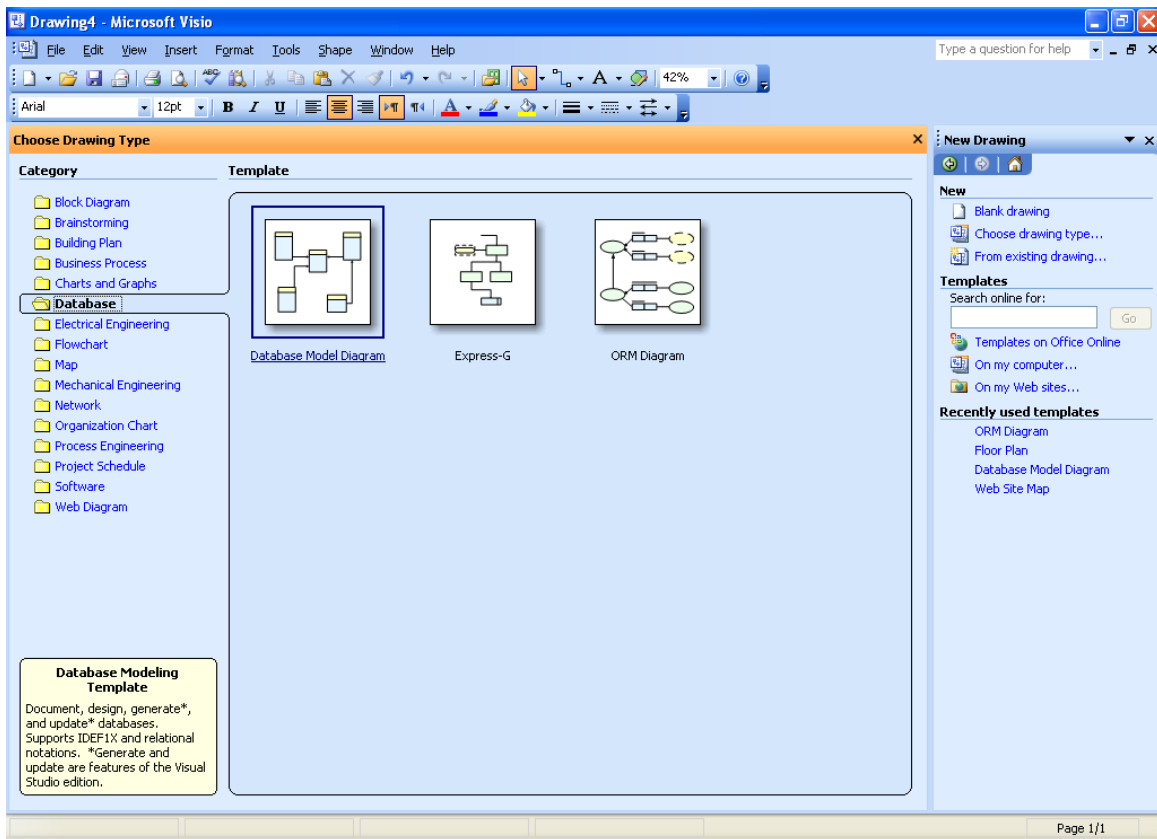 Drawing4 - Microsoft Visio
File Edit View Insert Format Tools Shape Window Help
Type a question for help
ABC
A
42%
Arial
12pt
B I U
A
Choose Drawing Type
New Drawing
Category
Template
Block Diagram
Brainstorming
Building Plan
Business Process
Charts and Graphs
Database
Electrical Engineering
Flowchart
Map
Mechanical Engineering
Network
Organization Chart
Process Engineering
Project Schedule
Software
Web Diagram
Database Model Diagram
Express-G
ORM Diagram
Database Modeling
Template
Document, design, generate*,
and update* databases.
Supports IDEF1X and relational
notations. *Generate and
update are features of the Visual
Studio edition.
New
Blank drawing
Choose drawing type...
From existing drawing...
Templates
Search online for:
Go
Templates on Office Online
On my computer...
On my Web sites...
Recently used templates
ORM Diagram
Floor Plan
Database Model Diagram
Web Site Map
Page 1/1